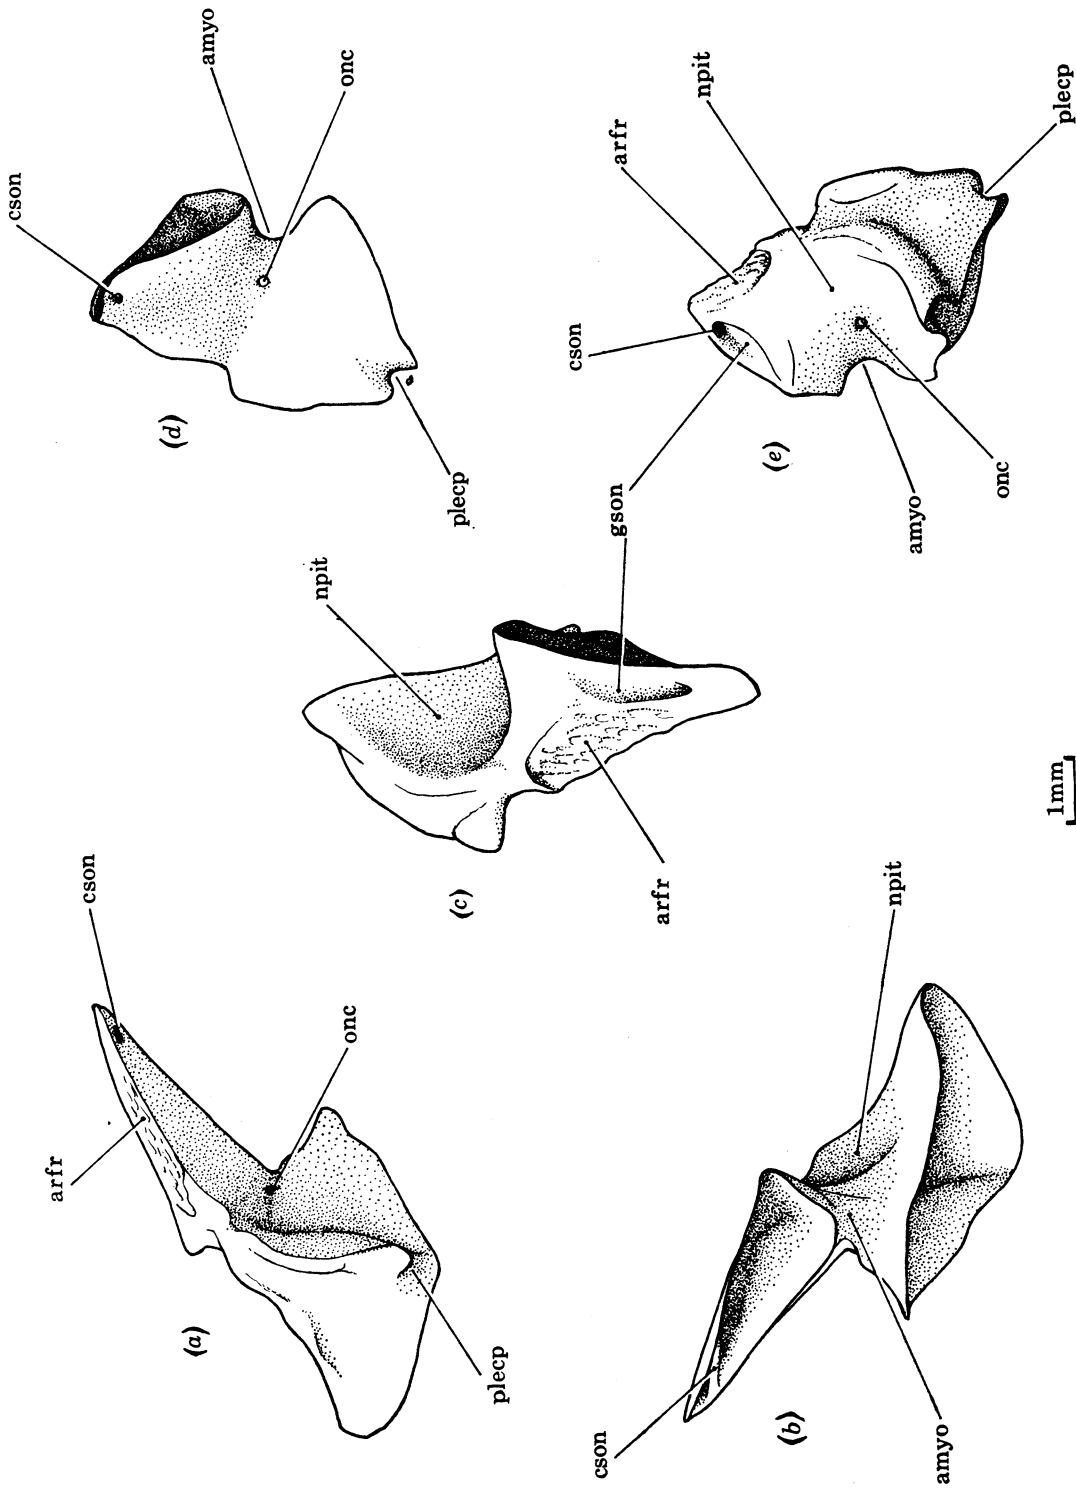 arfr
cson
onc
plecp
(a)
cson
amyo
npit
(b)
npit
gson
arfr
(c)
cson
amyo
onc
plecp
(d)
arfr
npit
cson
plecp
amyo
onc
(e)
1mm